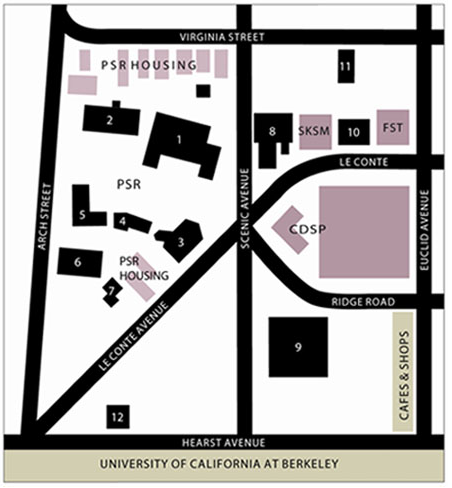 VIRGINIA STREET
PSR HOUSING
11
2
1
8
SKSM
10
FST
LE CONTE
PSR
ARCH STREET
SCENIC AVENUE
EUCLID AVENUE
5
4
3
CDSP
6
PSR
HOUSING
7
RIDGE ROAD
LE CONTE AVENUE
9
CAFES & SHOPS
12
HEARST AVENUE
UNIVERSITY OF CALIFORNIA AT BERKELEY